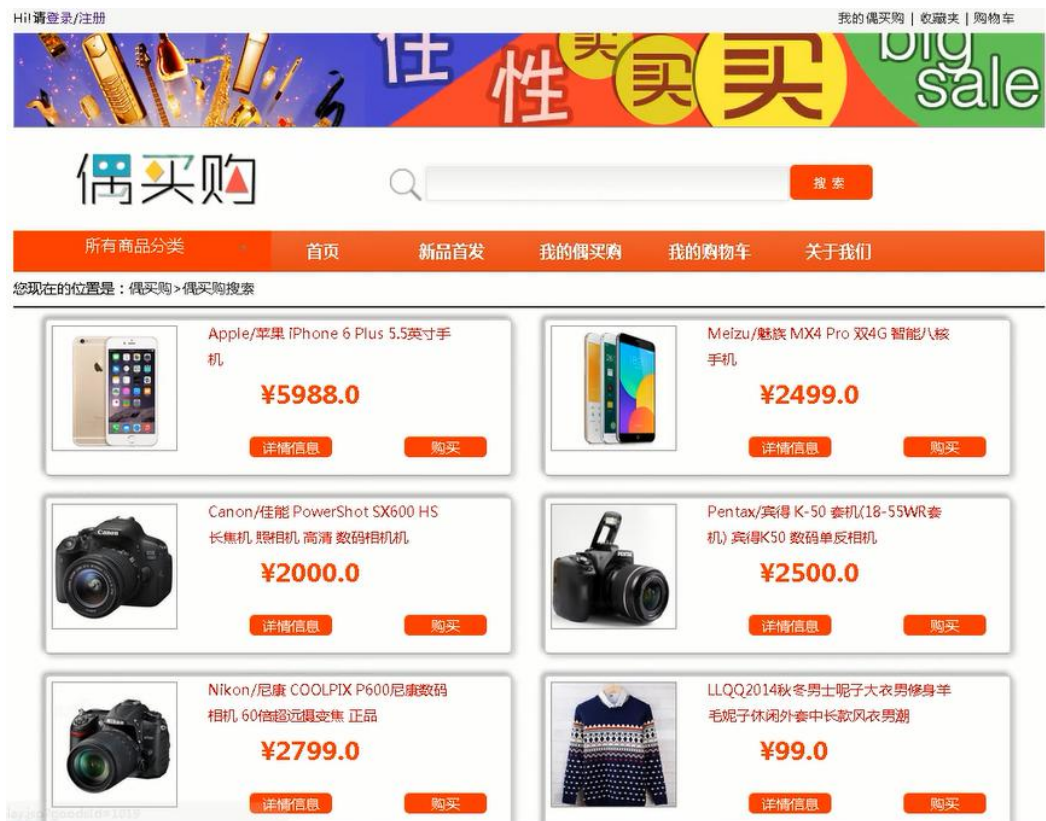 Hi!请登录/注册
我的偶买购 | 收藏夹 | 购物车
任性 买买买 big sale
偶买购
搜 索
所有商品分类 首页 新品首发 我的偶买购 我的购物车 关于我们
您现在的位置是：偶买购>偶买购搜索
Apple/苹果 iPhone 6 Plus 5.5英寸手
机
¥5988.0
详情信息 购买
Meizu/魅族 MX4 Pro 双4G 智能八核
手机
¥2499.0
详情信息 购买
Canon/佳能 PowerShot SX600 HS
长焦机 照相机 高清 数码相机机
¥2000.0
详情信息 购买
Pentax/宾得 K-50 套机(18-55WR套
机) 宾得K50 数码单反相机
¥2500.0
详情信息 购买
Nikon/尼康 COOLPIX P600尼康数码
相机 60倍超远摄变焦 正品
¥2799.0
详情信息 购买
LLQQ2014秋冬男士呢子大衣男修身羊
毛妮子休闲外套中长款风衣男潮
¥99.0
详情信息 购买